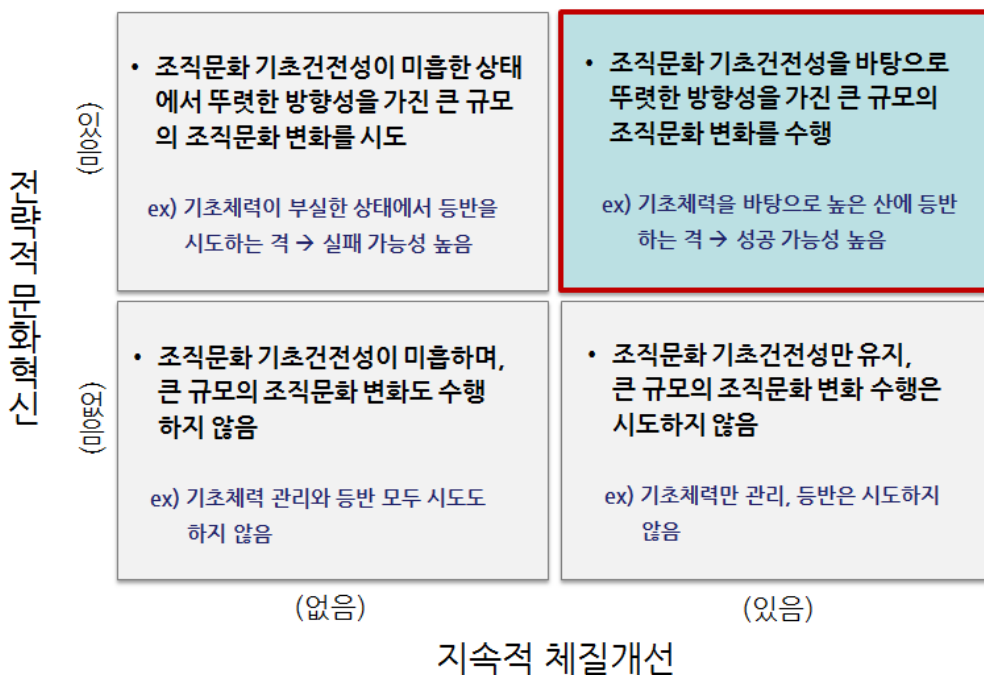 전략적 문화혁신
(있음)
• 조직문화 기초건전성이 미흡한 상태
에서 뚜렷한 방향성을 가진 큰 규모
의 조직문화 변화를 시도
ex) 기초체력이 부실한 상태에서 등반을
시도하는 격 → 실패 가능성 높음
• 조직문화 기초건전성을 바탕으로
뚜렷한 방향성을 가진 큰 규모의
조직문화 변화를 수행
ex) 기초체력을 바탕으로 높은 산에 등반
하는 격 → 성공 가능성 높음
(없음)
• 조직문화 기초건전성이 미흡하며,
큰 규모의 조직문화 변화도 수행
하지 않음
ex) 기초체력 관리와 등반 모두 시도도
하지 않음
• 조직문화 기초건전성만 유지,
큰 규모의 조직문화 변화 수행은
시도하지 않음
ex) 기초체력만 관리, 등반은 시도하지
않음
(없음)
(있음)
지속적 체질개선